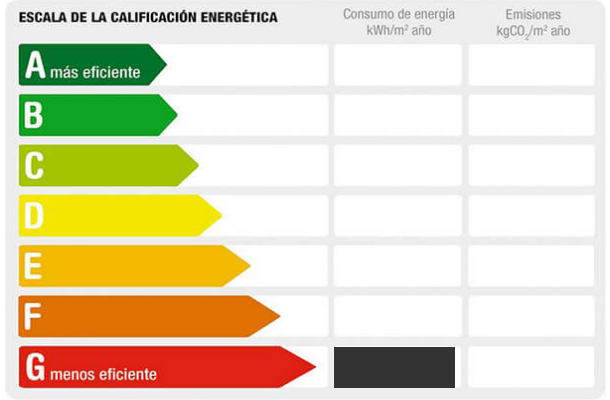 ESCALA DE LA CALIFICACIÓN ENERGÉTICA
Consumo de energía
kWh/m² año
Emisiones
kgCO₂/m² año
A más eficiente
B
C
D
E
F
G menos eficiente